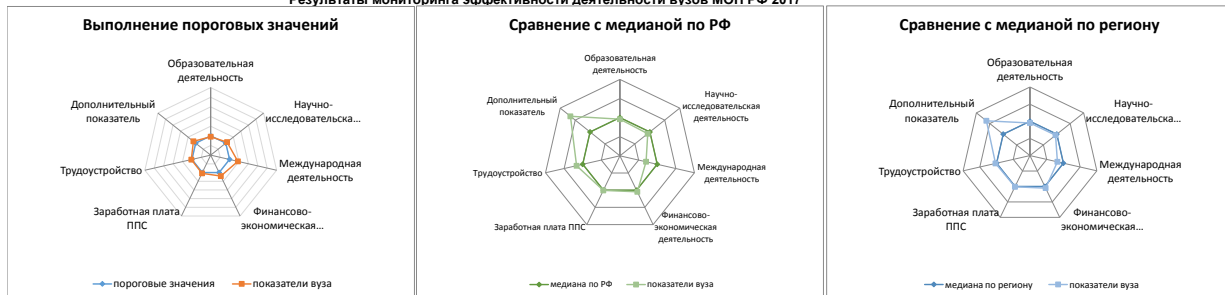 Результаты мониторинга эффективности деятельности вузов МОН РФ 2017
Выполнение пороговых значений
Образовательная
деятельность
Научно-
исследовательска...
Международная
деятельность
Финансово-
экономическая...
Заработная плата
ППС
Трудоустройство
Дополнительный
показатель
пороговые значения
показатели вуза
Сравнение с медианой по РФ
Образовательная
деятельность
Научно-
исследовательская
деятельность
Международная
деятельность
Финансово-
экономическая
деятельность
Заработная плата ППС
Трудоустройство
Дополнительный
показатель
медиана по РФ
показатели вуза
Сравнение с медианой по региону
Образовательная
деятельность
Научно-
исследовательска...
Международная
деятельность
Финансово-
экономическая...
Заработная плата
ППС
Трудоустройство
Дополнительный
показатель
медиана по региону
показатели вуза